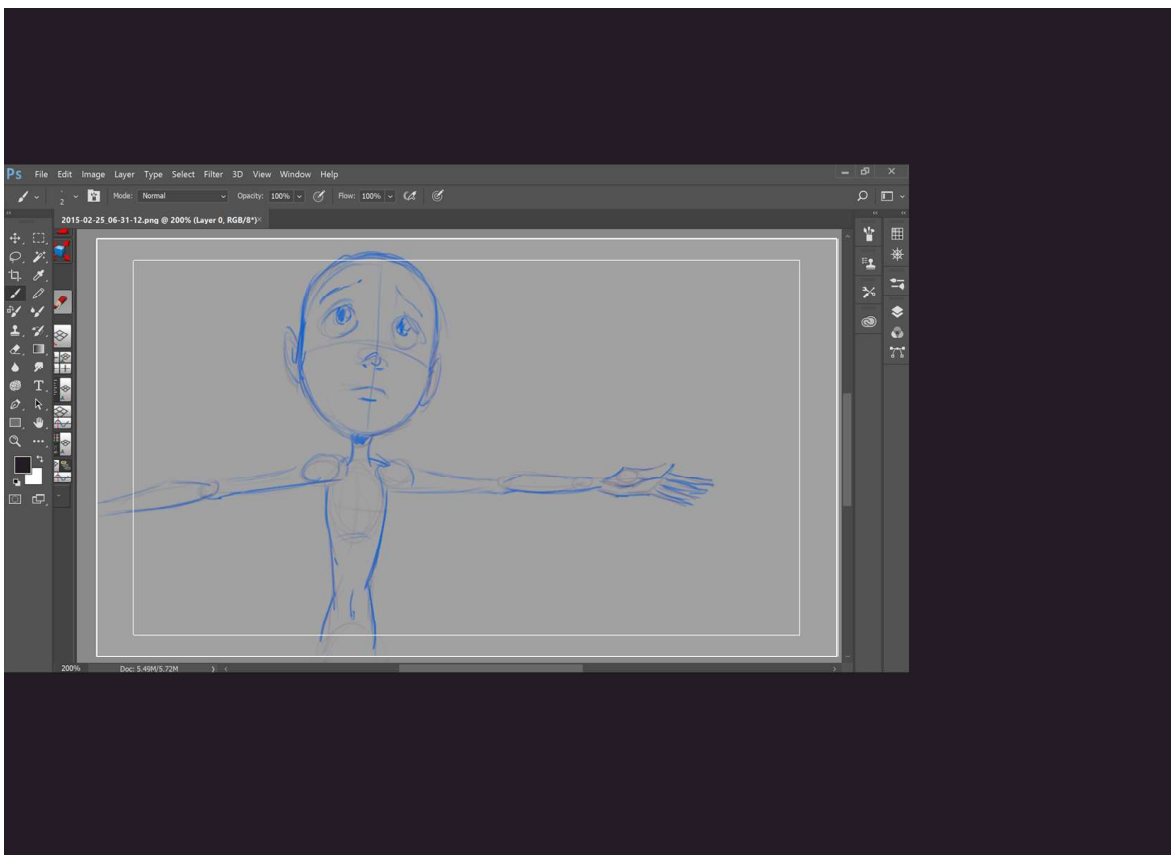 Ps File Edit Image Layer Type Select Filter 3D View Window Help
2 Mode: Normal Opacity: 100% Flow: 100%
2015-02-25_06-31-12.png @ 200% (Layer 0, RGB/8*)
200% Doc: 5.49M/5.72M